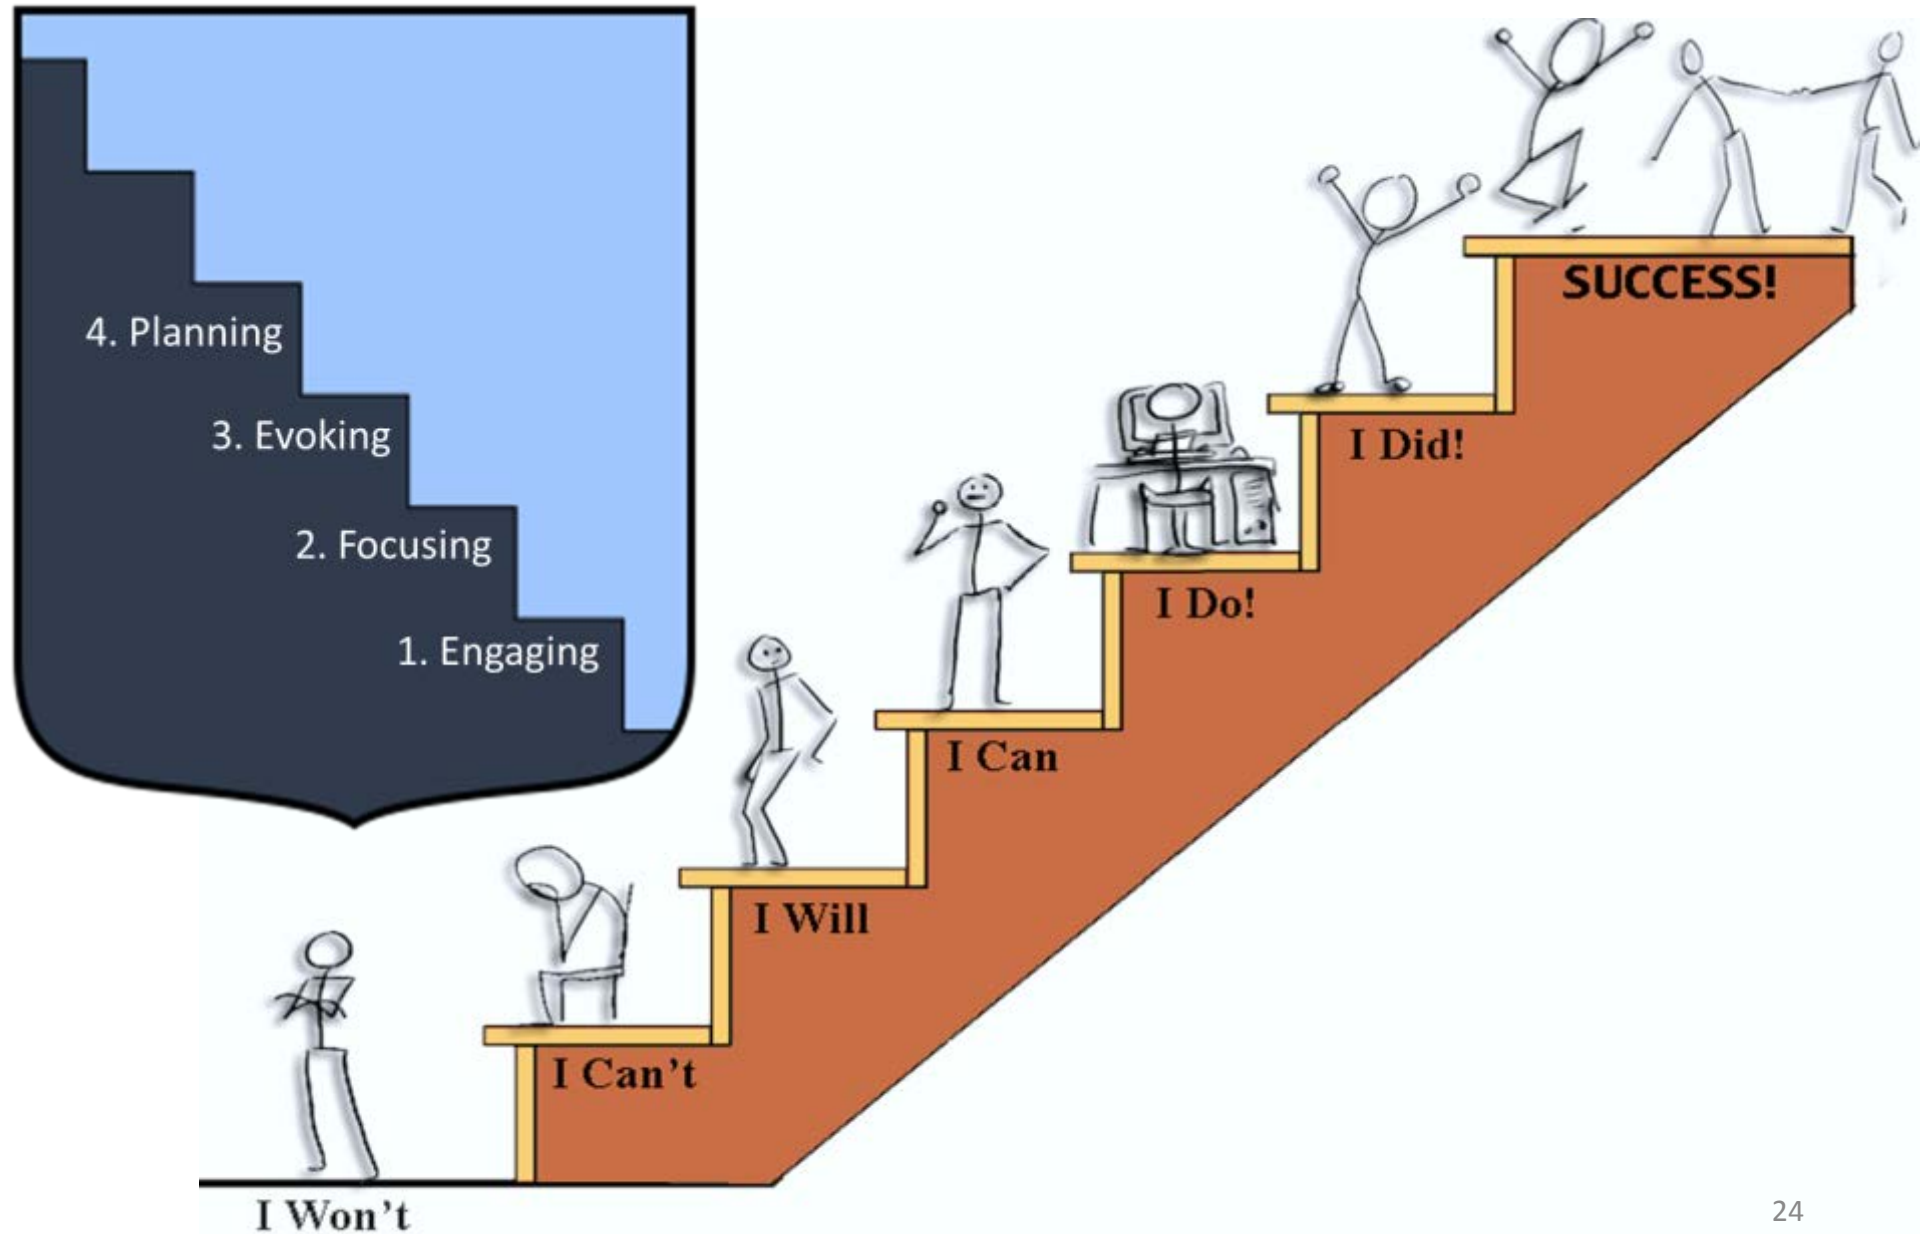 4. Planning
3. Evoking
2. Focusing
1. Engaging
SUCCESS!
I Did!
I Do!
I Can
I Will
I Can't
I Won't
24